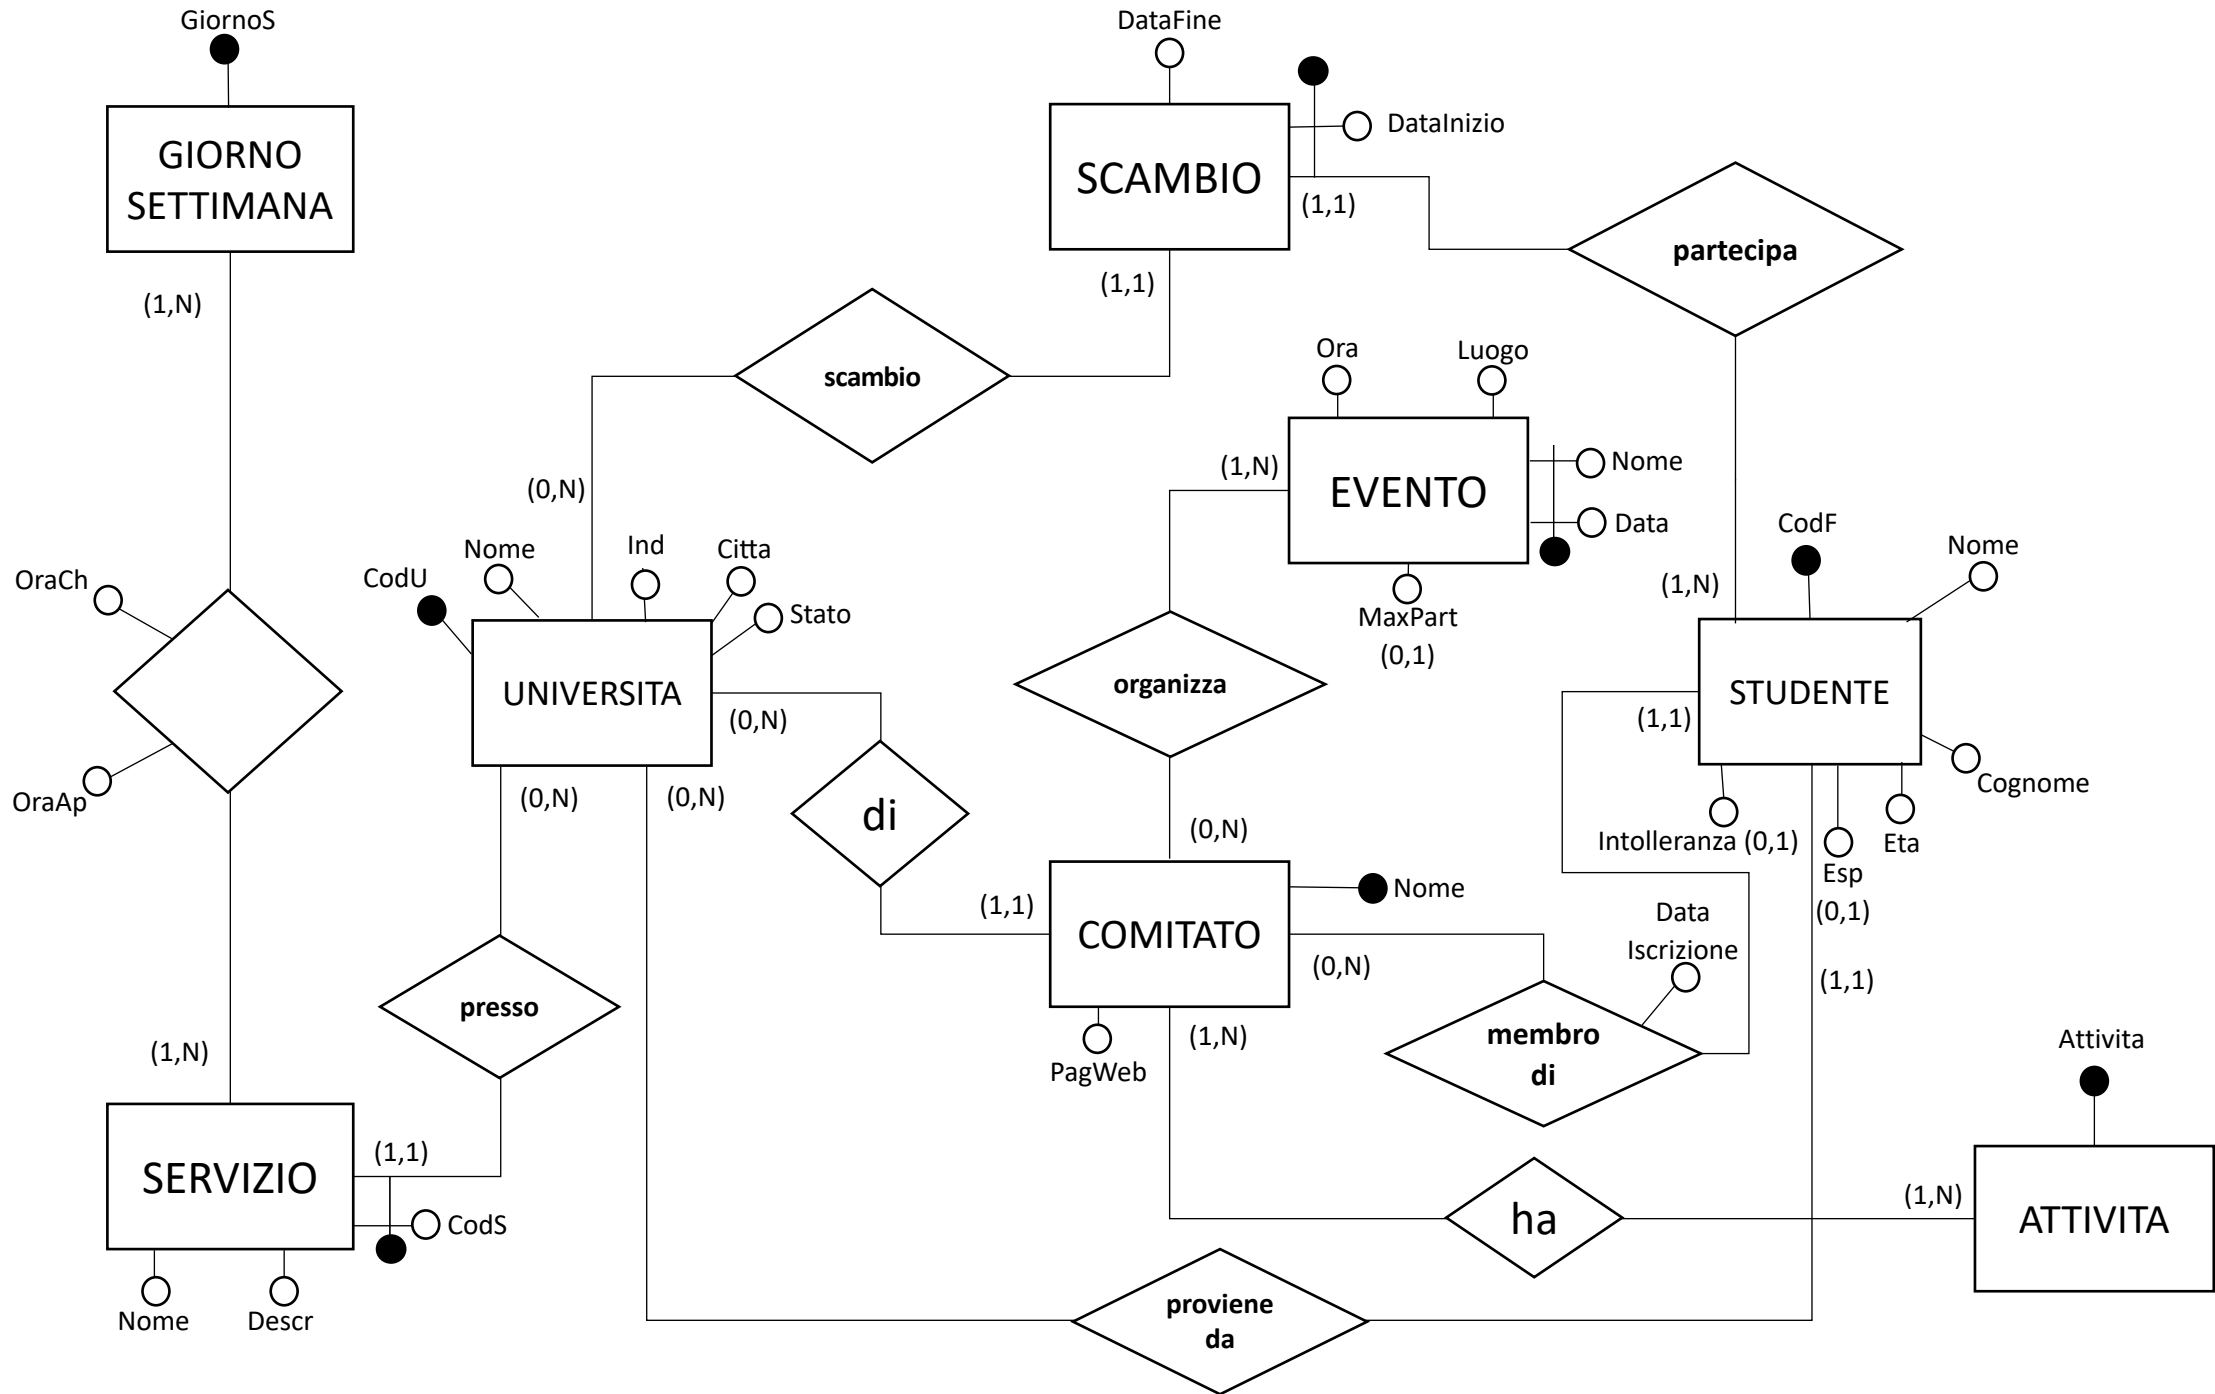 GiornoS
DataFine
DataInizio
GIORNO
SETTIMANA
SCAMBIO
(1,1)
partecipa
(1,N)
(1,1)
scambio
Ora
Luogo
(1,N)
Nome
EVENTO
(0,N)
Data
CodF
Nome
Nome
Ind
Citta
OraCh
CodU
(1,N)
Stato
MaxPart
(0,1)
UNIVERSITA
organizza
STUDENTE
(0,N)
(1,1)
OraAp
(0,N)
(0,N)
Cognome
di
(0,N)
Intolleranza (0,1)
Eta
Esp
Nome
(1,1)
(0,1)
Data
Iscrizione
COMITATO
(0,N)
(1,1)
presso
(1,N)
(1,N)
membro
di
Attivita
PagWeb
(1,1)
SERVIZIO
(1,N)
CodS
ha
ATTIVITA
Nome
Descr
proviene
da